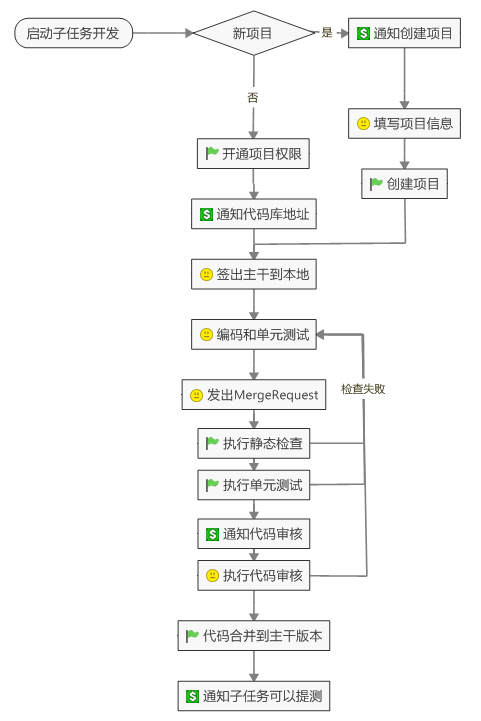 启动子任务开发
新项目
是
通知创建项目
否
填写项目信息
开通项目权限
创建项目
通知代码库地址
签出主干到本地
编码和单元测试
检查失败
发出MergeRequest
执行静态检查
执行单元测试
通知代码审核
执行代码审核
代码合并到主干版本
通知子任务可以提测